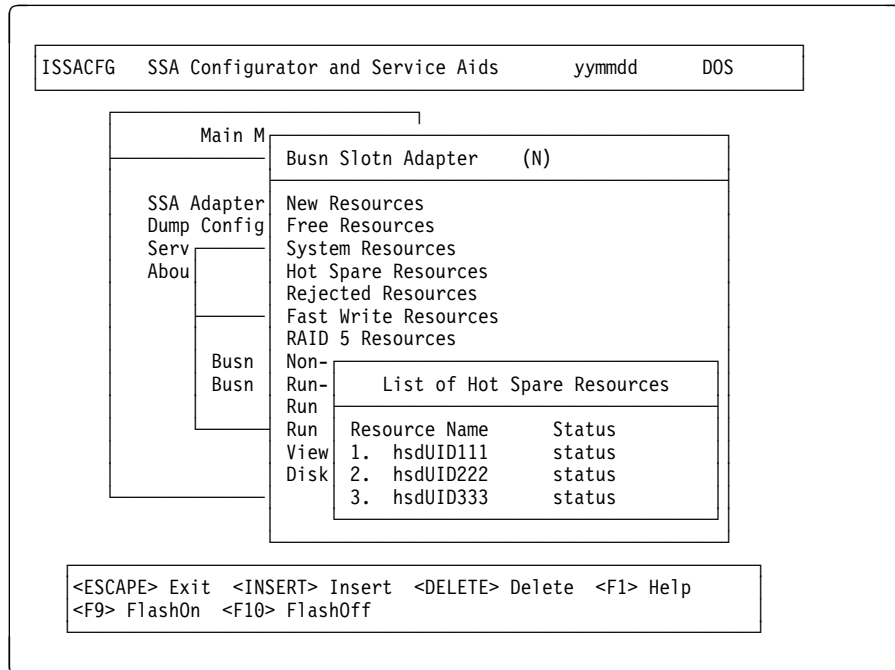 ISSACFG SSA Configurator and Service Aids yymmdd DOS
Main M
Busn Slotn Adapter (N)
SSA Adapter
Dump Config
Serv
Abou
Busn
Busn
New Resources
Free Resources
System Resources
Hot Spare Resources
Rejected Resources
Fast Write Resources
RAID 5 Resources
Non-
Run-
Run
Run
View
Disk
List of Hot Spare Resources
Resource Name Status
1. hsdUID111 status
2. hsdUID222 status
3. hsdUID333 status
<ESCAPE> Exit <INSERT> Insert <DELETE> Delete <F1> Help
<F9> FlashOn <F10> FlashOff